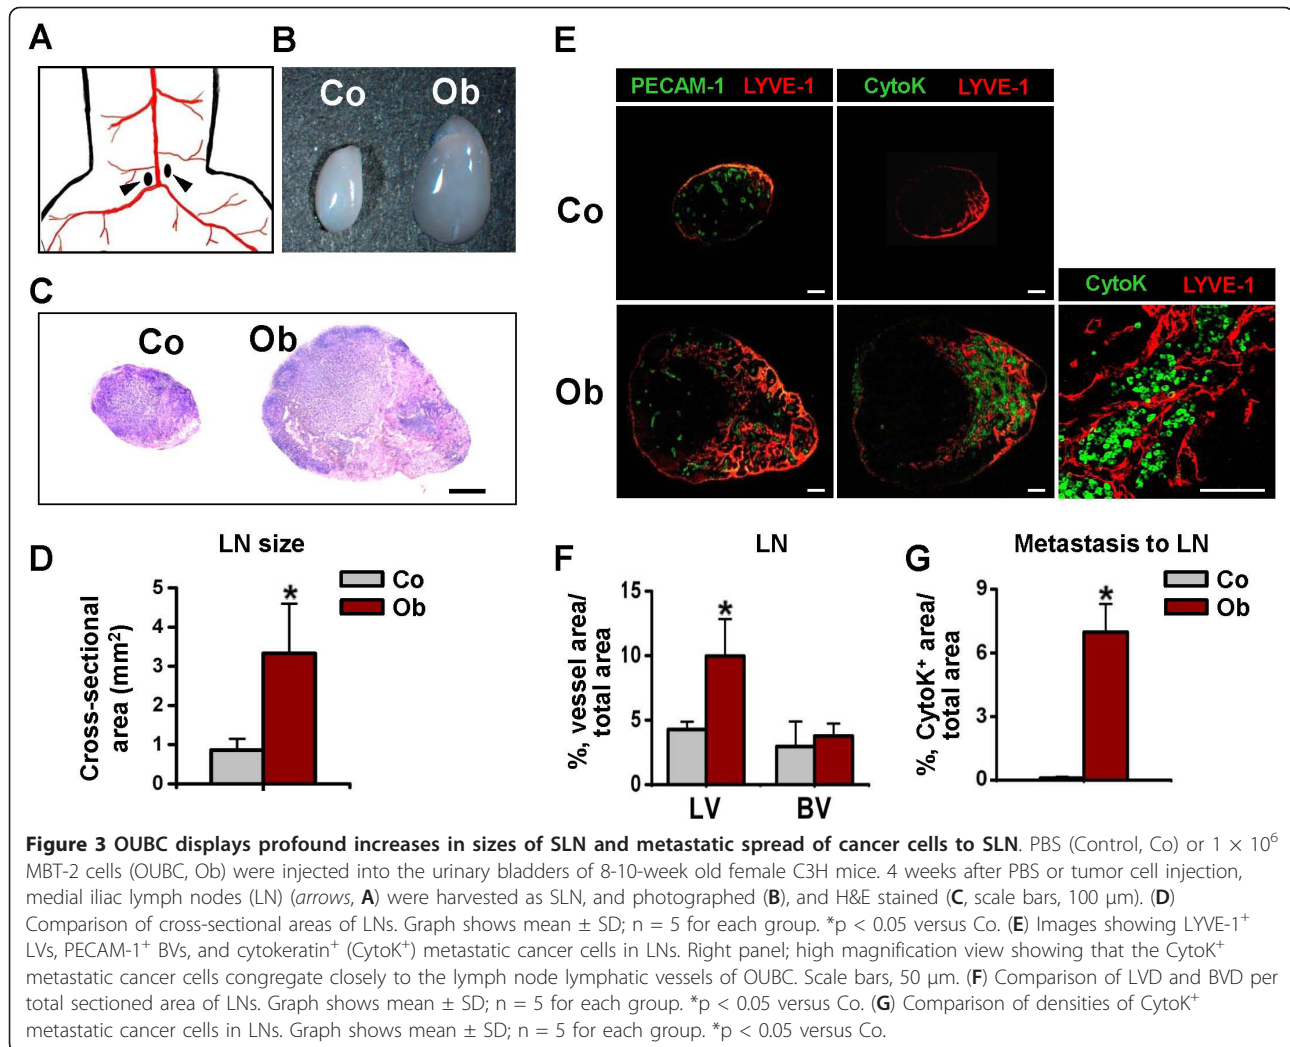 A
B
Co
Ob
C
Co
Ob
E
PECAM-1 LYVE-1
CytoK LYVE-1
Co
CytoK LYVE-1
Ob
D
LN size
Co
Ob
Cross-sectional
area (mm²)
5
4
3
2
1
0
*
F
LN
%, vessel area/
total area
15
10
5
0
*
LV BV
G
Metastasis to LN
Co
Ob
%, CytoK⁺ area/
total area
9
6
3
0
*
Figure 3 OUBC displays profound increases in sizes of SLN and metastatic spread of cancer cells to SLN. PBS (Control, Co) or 1 × 10⁶
MBT-2 cells (OUBC, Ob) were injected into the urinary bladders of 8-10-week old female C3H mice. 4 weeks after PBS or tumor cell injection,
medial iliac lymph nodes (LN) (arrows, A) were harvested as SLN, and photographed (B), and H&E stained (C, scale bars, 100 μm). (D)
Comparison of cross-sectional areas of LNs. Graph shows mean ± SD; n = 5 for each group. *p < 0.05 versus Co. (E) Images showing LYVE-1⁺
LVs, PECAM-1⁺ BVs, and cytokeratin⁺ (CytoK⁺) metastatic cancer cells in LNs. Right panel; high magnification view showing that the CytoK⁺
metastatic cancer cells congregate closely to the lymph node lymphatic vessels of OUBC. Scale bars, 50 μm. (F) Comparison of LVD and BVD per
total sectioned area of LNs. Graph shows mean ± SD; n = 5 for each group. *p < 0.05 versus Co. (G) Comparison of densities of CytoK⁺
metastatic cancer cells in LNs. Graph shows mean ± SD; n = 5 for each group. *p < 0.05 versus Co.